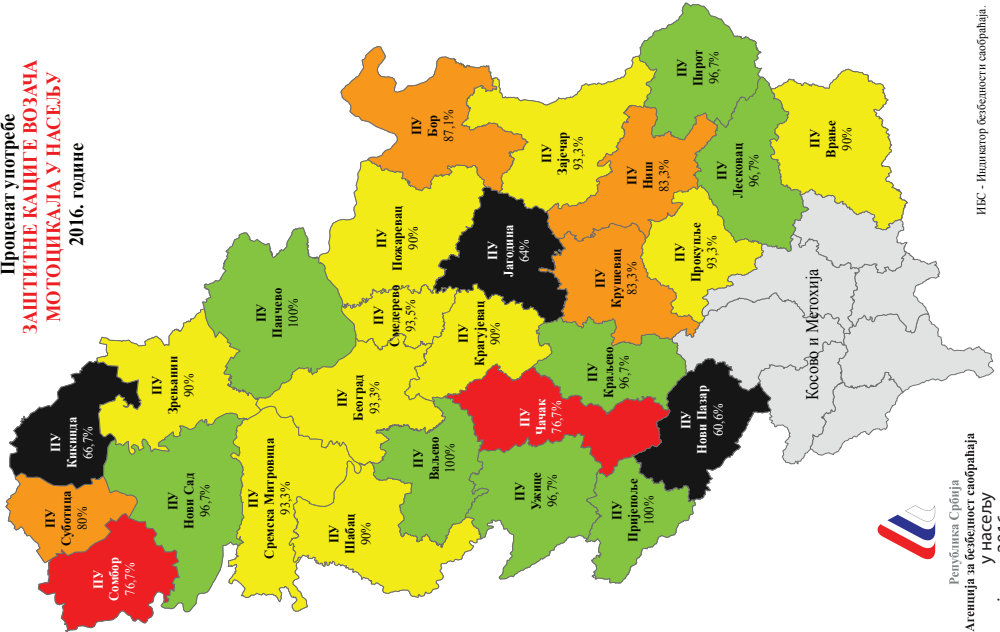 Проценат употребе
ЗАШТИТНЕ КАЦИГЕ ВОЗАЧА
МОТОЦИКАЛА У НАСЕЉУ
2016. године
ПУ
Суботица
80%
ПУ
Сомбор
76,7%
ПУ
Кикинда
66,7%
ПУ
Нови Сад
96,7%
ПУ
Зрењанин
90%
ПУ
Панчево
100%
ПУ
Сремска Митровица
93,3%
ПУ
Београд
93,3%
ПУ
Шабац
90%
ПУ
Ваљево
100%
ПУ
Смедерево
93,5%
ПУ
Пожаревац
90%
ПУ
Бор
87,1%
ПУ
Крагујевац
90%
ПУ
Јагодина
64%
ПУ
Зајечар
93,3%
ПУ
Ужице
96,7%
ПУ
Чачак
76,7%
ПУ
Краљево
96,7%
ПУ
Крушевац
83,3%
ПУ
Ниш
83,3%
ПУ
Пирот
96,7%
ПУ
Пријепоље
100%
ПУ
Нови Пазар
60,6%
ПУ
Прокупље
93,3%
ПУ
Лесковац
96,7%
ПУ
Врање
90%
Косово и Метохија
Република Србија
Агенција за безбедност саобраћаја
у насељу
ИБС - Индикатор безбедности саобраћаја.